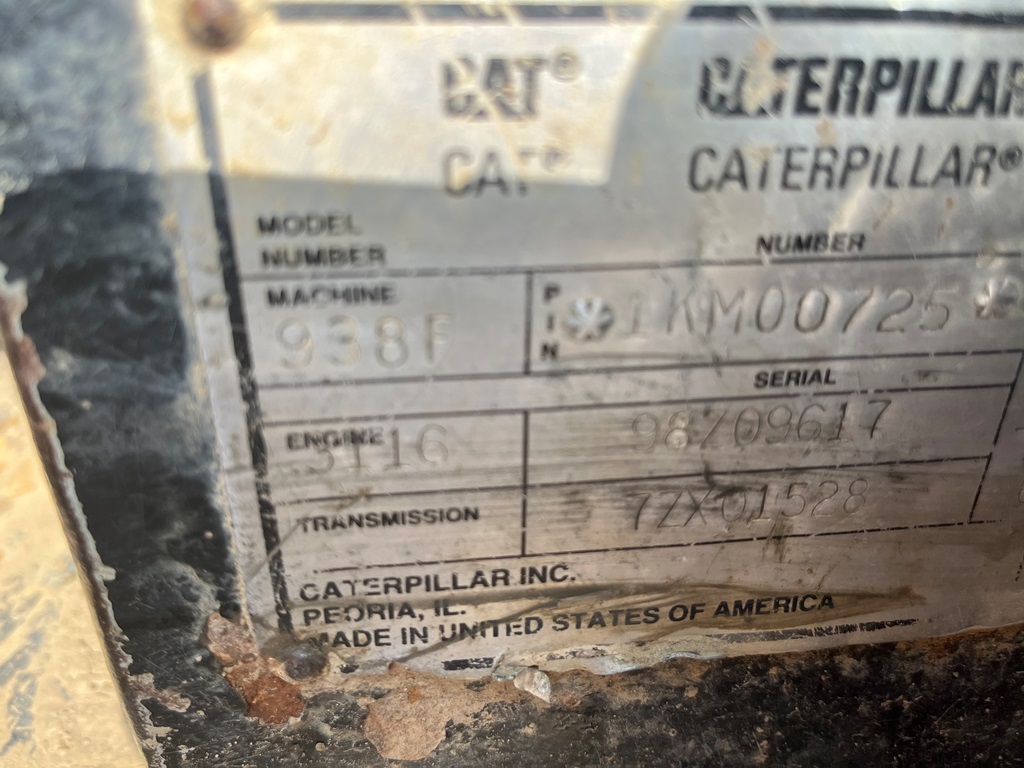 CAT® CATERPILLAR
CAT® CATERPILLAR®
MODEL
NUMBER NUMBER
MACHINE PIN
938F *1KM00725*
SERIAL
ENGINE
3116 98Z09617
TRANSMISSION 7ZX01528
CATERPILLAR INC.
PEORIA, IL.
MADE IN UNITED STATES OF AMERICA